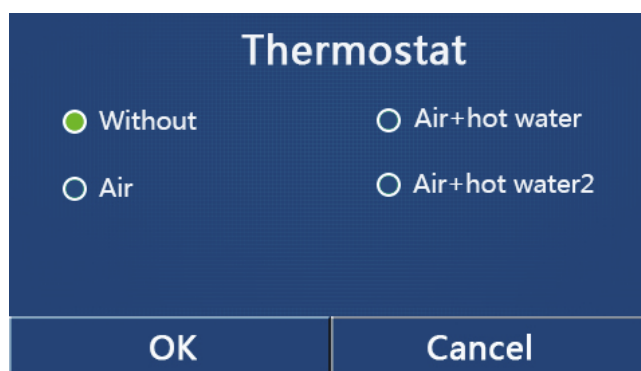 Thermostat
Without
Air+hot water
Air
Air+hot water2
OK
Cancel